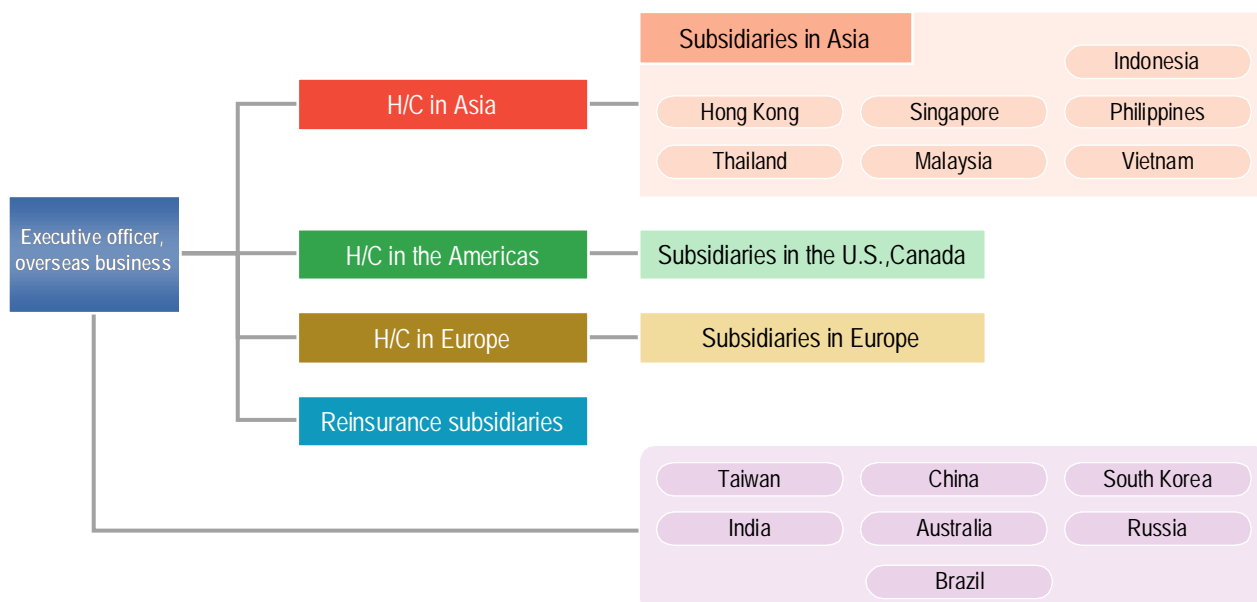 Executive officer,
overseas business
H/C in Asia
Subsidiaries in Asia
Indonesia
Hong Kong
Singapore
Philippines
Thailand
Malaysia
Vietnam
H/C in the Americas
Subsidiaries in the U.S.,Canada
H/C in Europe
Subsidiaries in Europe
Reinsurance subsidiaries
Taiwan
China
South Korea
India
Australia
Russia
Brazil